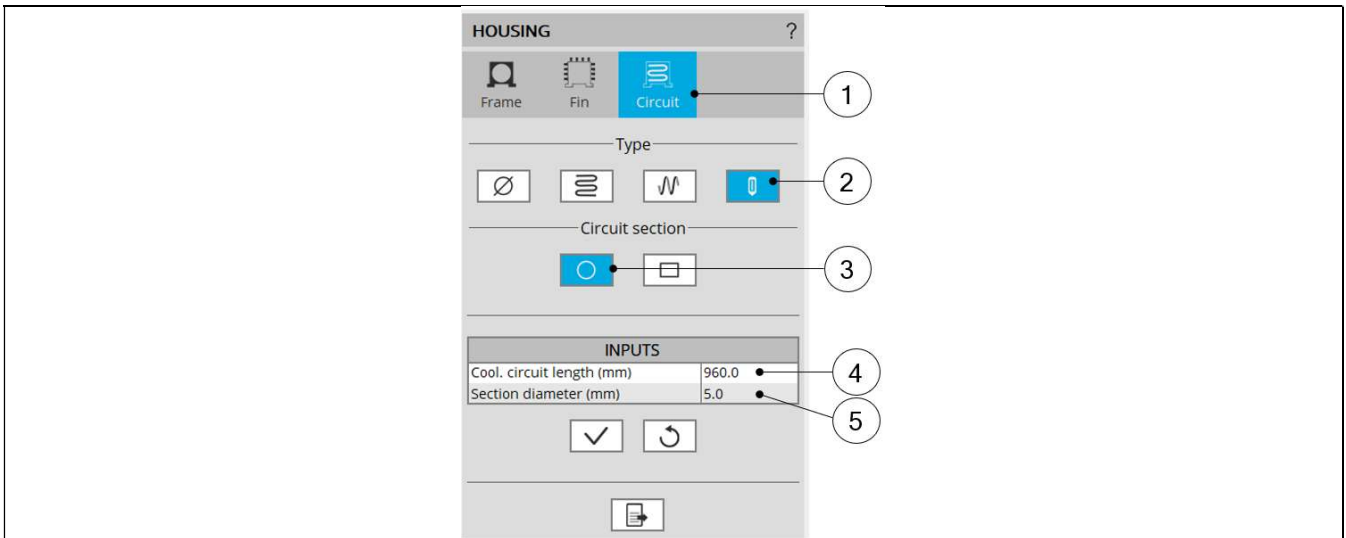 HOUSING ?
Frame Fin Circuit
1
Type
2
Circuit section
3
INPUTS
Cool. circuit length (mm) 960.0
4
Section diameter (mm) 5.0
5